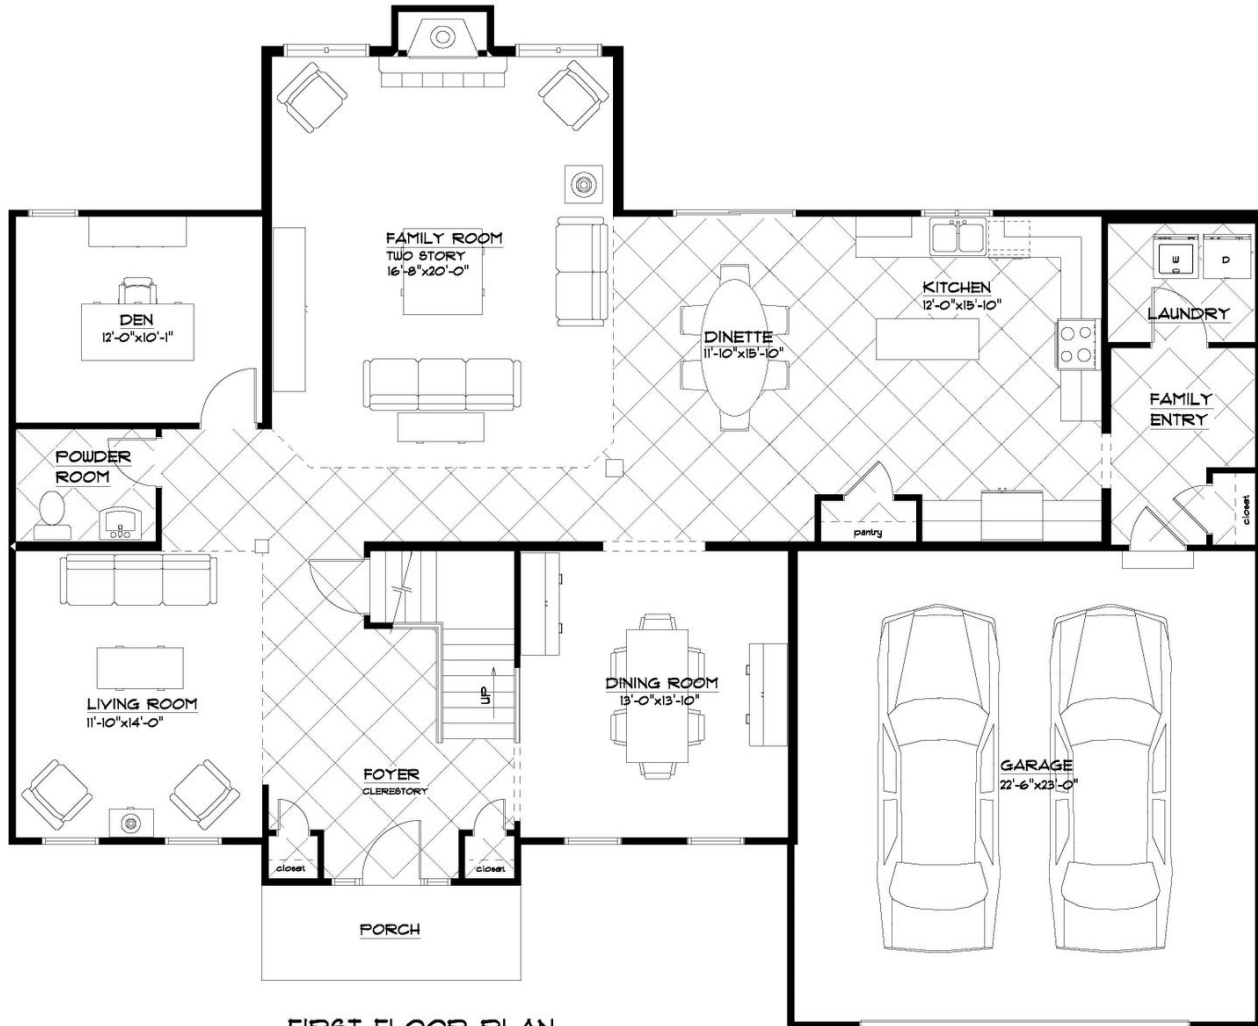 FAMILY ROOM
TWO STORY
16'-8"x20'-0"
DEN
12'-0"x10'-1"
KITCHEN
12'-0"x15'-10"
DINETTE
11'-10"x15'-10"
D
LAUNDRY
FAMILY
ENTRY
POWDER
ROOM
closet
pantry
UP
LIVING ROOM
11'-10"x14'-0"
DINING ROOM
13'-0"x13'-10"
FOYER
CLERESTORY
GARAGE
22'-6"x23'-0"
closet
closet
PORCH
FIRST FLOOR PLAN